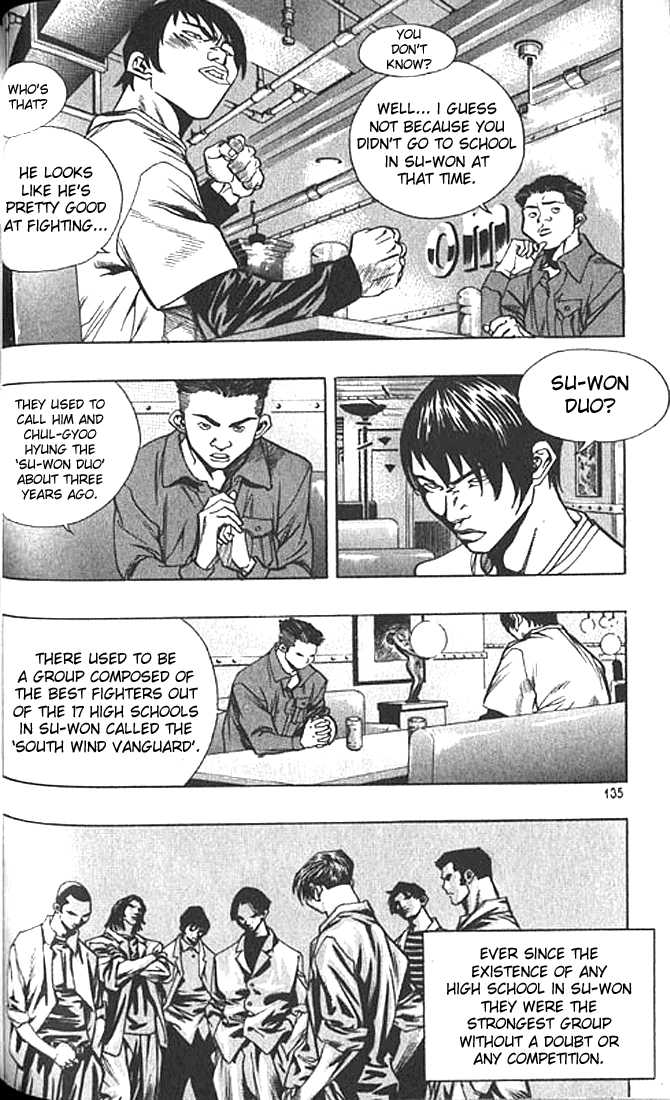 WHO'S
THAT?
HE LOOKS
LIKE HE'S
PRETTY GOOD
AT FIGHTING...
YOU
DON'T
KNOW?
WELL... I GUESS
NOT BECAUSE YOU
DIDN'T GO TO SCHOOL
IN SU-WON AT
THAT TIME.
THEY USED TO
CALL HIM AND
CHUL-GYOO
HYUNG THE
'SU-WON DUO'
ABOUT THREE
YEARS AGO.
SU-WON
DUO?
THERE USED TO BE
A GROUP COMPOSED OF
THE BEST FIGHTERS OUT
OF THE 17 HIGH SCHOOLS
IN SU-WON CALLED THE
'SOUTH WIND VANGUARD'.
135
EVER SINCE THE
EXISTENCE OF ANY
HIGH SCHOOL IN SU-WON
THEY WERE THE
STRONGEST GROUP
WITHOUT A DOUBT OR
ANY COMPETITION.